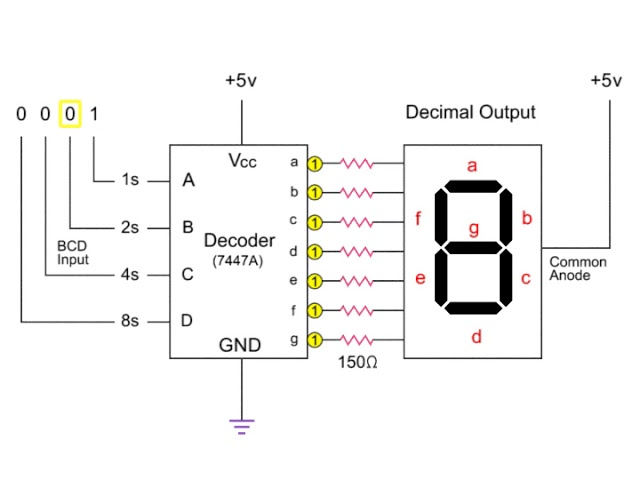 +5v
+5v
0 0 0 1
Decimal Output
Vcc
1s
A
2s
B
4s
C
8s
D
BCD
Input
Decoder
(7447A)
GND
a 1
b 1
c 1
d 1
e 1
f 1
g 1
150Ω
a
f
b
g
e
c
d
Common
Anode